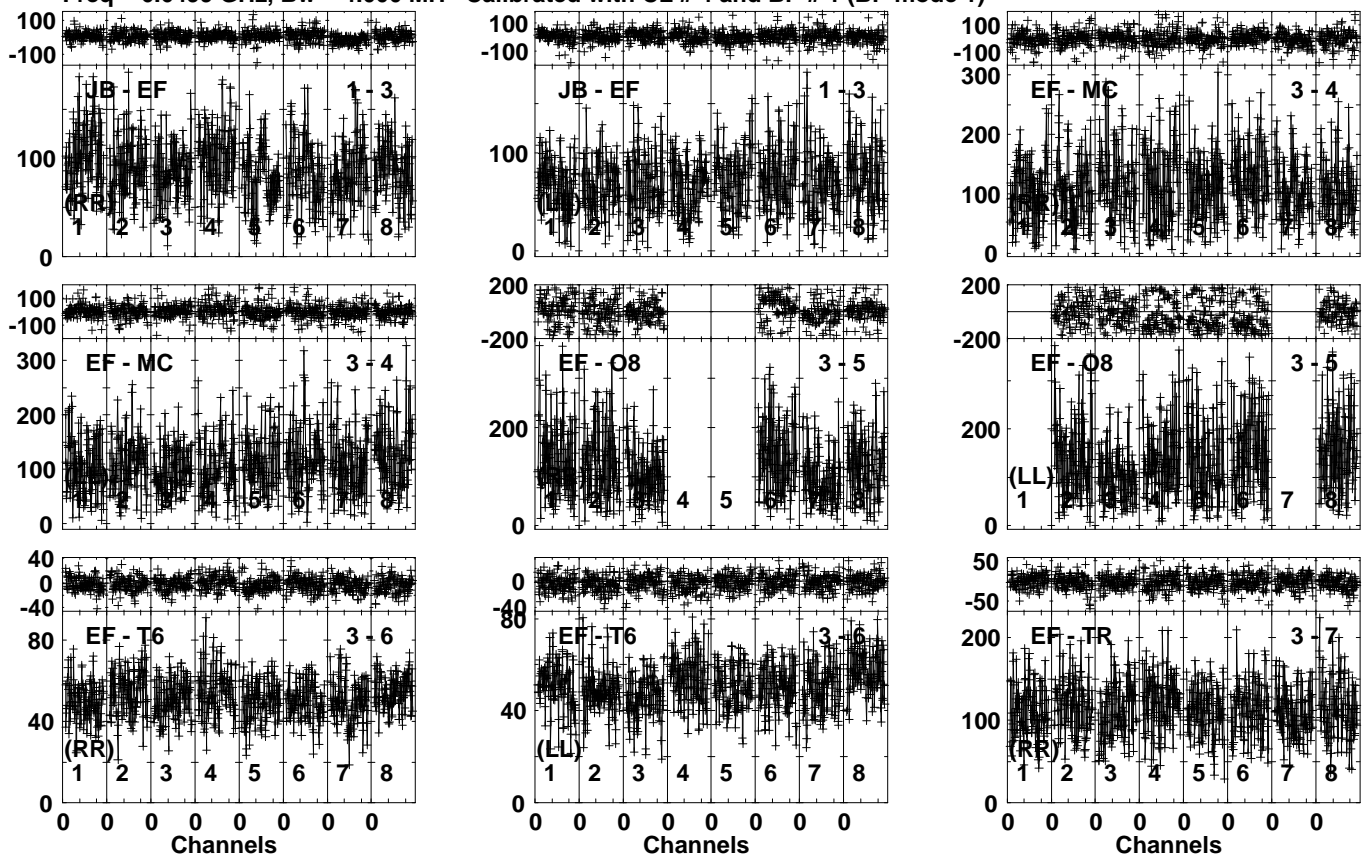 100
-100
JB - EF 1 - 3
100
(RR)
1 2 3 4 5 6 7 8
0
100
-100
JB - EF 1 - 3
100
1 2 3 4 5 6 7 8
0
100
-100
300
EF - MC 3 - 4
200
100
(RR)
1 2 3 4 5 6 7 8
0
100
-100
300
EF - MC 3 - 4
200
100
1 2 3 4 5 6 7 8
0
200
-200
EF - O8 3 - 5
200
1 2 3 4 5 6 7 8
0
200
-200
EF - O8 3 - 5
200
(LL)
1 2 3 4 5 6 7 8
0
40
0
-40
80
EF - T6 3 - 6
40
(RR)
1 2 3 4 5 6 7 8
0
0 0 0 0 0 0 0 0
Channels
0
-40
80
EF - T6 3 - 6
40
(LL)
1 2 3 4 5 6 7 8
0
0 0 0 0 0 0 0 0
Channels
50
-50
200
EF - TR 3 - 7
100
(RR)
1 2 3 4 5 6 7 8
0
0 0 0 0 0 0 0 0
Channels